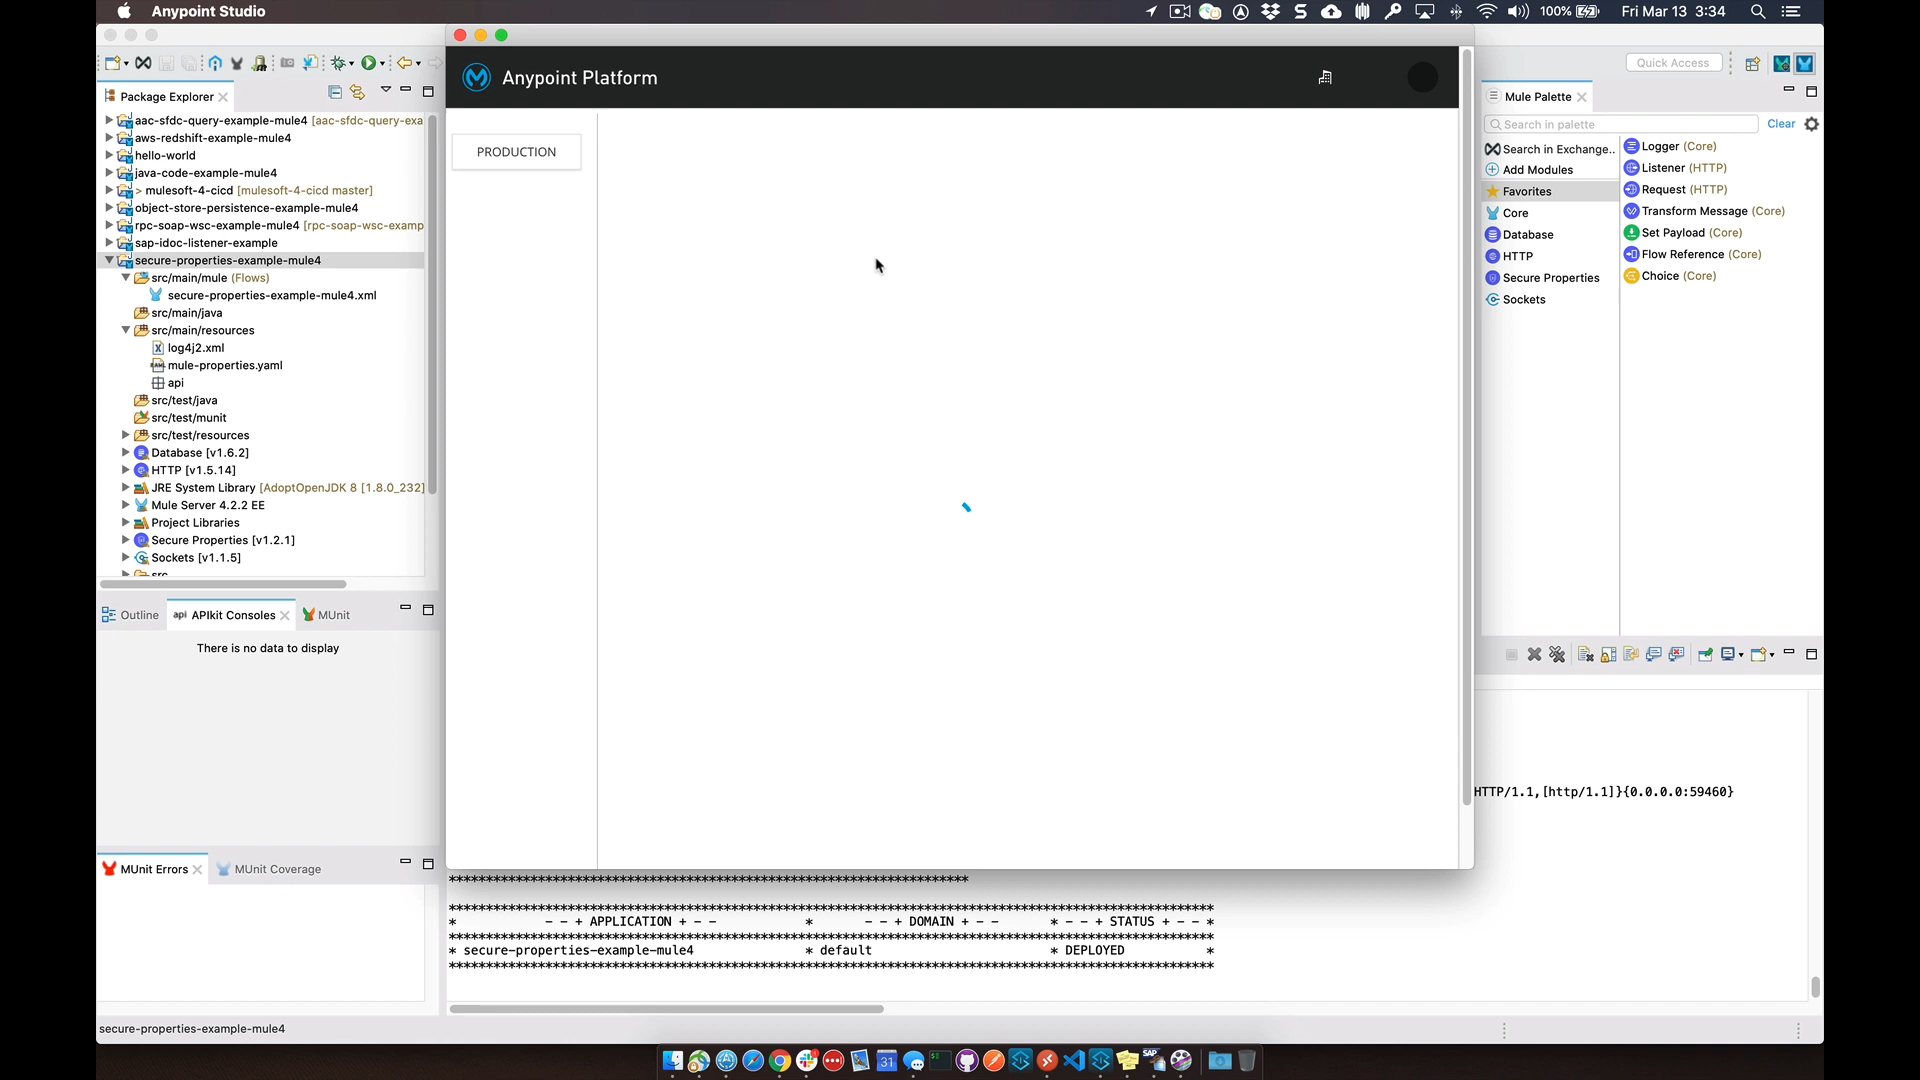 Anypoint Studio
100%
Fri Mar 13 3:34
Quick Access
Anypoint Platform
PRODUCTION
Package Explorer
aac-sfdc-query-example-mule4 [aac-sfdc-query-exa
aws-redshift-example-mule4
hello-world
java-code-example-mule4
> mulesoft-4-cicd [mulesoft-4-cicd master]
object-store-persistence-example-mule4
rpc-soap-wsc-example-mule4 [rpc-soap-wsc-examp
sap-idoc-listener-example
secure-properties-example-mule4
src/main/mule (Flows)
secure-properties-example-mule4.xml
src/main/java
src/main/resources
log4j2.xml
mule-properties.yaml
api
src/test/java
src/test/munit
src/test/resources
Database [v1.6.2]
HTTP [v1.5.14]
JRE System Library [AdoptOpenJDK 8 [1.8.0_232]
Mule Server 4.2.2 EE
Project Libraries
Secure Properties [v1.2.1]
Sockets [v1.1.5]
Outline
api APIkit Consoles
MUnit
There is no data to display
MUnit Errors
MUnit Coverage
Mule Palette
Search in palette
Clear
Search in Exchange..
Add Modules
Favorites
Core
Database
HTTP
Secure Properties
Sockets
Logger (Core)
Listener (HTTP)
Request (HTTP)
Transform Message (Core)
Set Payload (Core)
Flow Reference (Core)
Choice (Core)
HTTP/1.1,[http/1.1]}{0.0.0.0:59460}
* - - + APPLICATION + - - * - - + DOMAIN + - - * - - + STATUS + - - *
* secure-properties-example-mule4 * default * DEPLOYED *
secure-properties-example-mule4